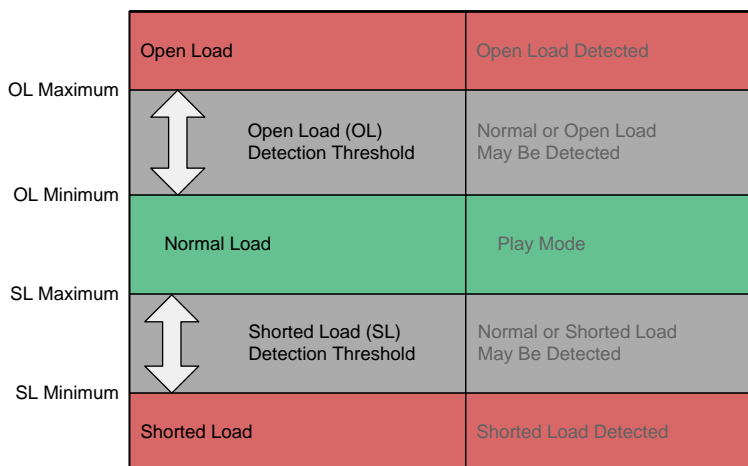 Open Load
Open Load Detected
OL Maximum
Open Load (OL)
Detection Threshold
Normal or Open Load
May Be Detected
OL Minimum
Normal Load
Play Mode
SL Maximum
Shorted Load (SL)
Detection Threshold
Normal or Shorted Load
May Be Detected
SL Minimum
Shorted Load
Shorted Load Detected